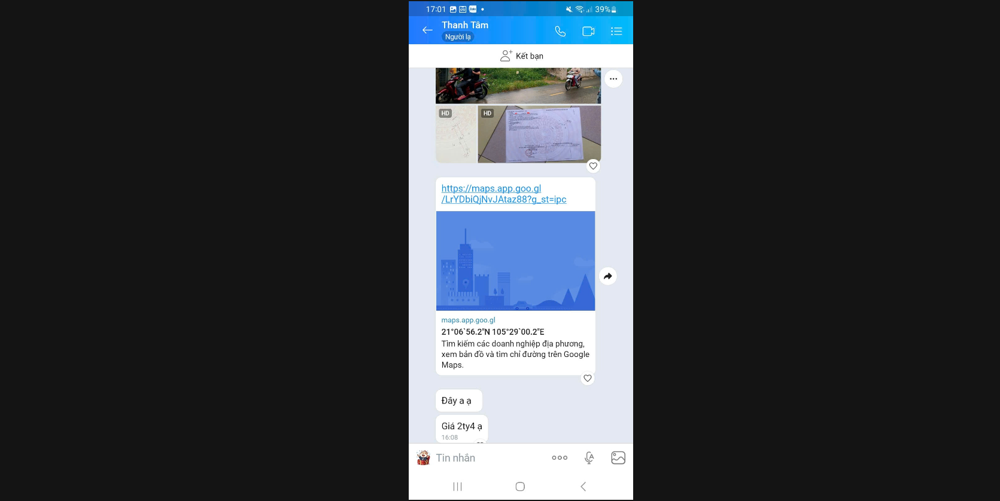 17:01
Zalo
39%
Thanh Tâm
Người lạ
Kết bạn
HD
HD
https://maps.app.goo.gl
/LrYDbiQjNvJAtaz88?g_st=ipc
maps.app.goo.gl
21°06`56.2"N 105°29`00.2"E
Tìm kiếm các doanh nghiệp địa phương,
xem bản đồ và tìm chỉ đường trên Google
Maps.
Đây a ạ
Giá 2ty4 ạ
16:08
Tin nhắn